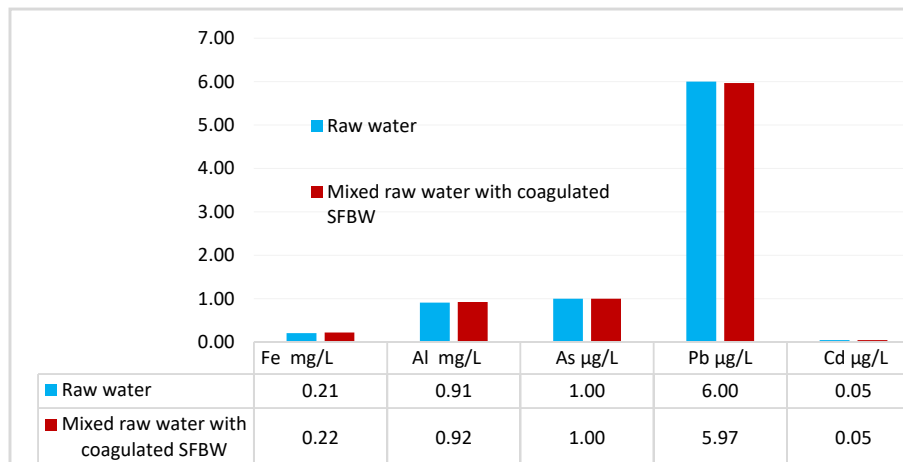 7.00
6.00
5.00
4.00
3.00
2.00
1.00
0.00
Raw water
Mixed raw water with coagulated
SFBW
Fe mg/L Al mg/L As µg/L Pb µg/L Cd µg/L
Raw water 0.21 0.91 1.00 6.00 0.05
Mixed raw water with
coagulated SFBW 0.22 0.92 1.00 5.97 0.05